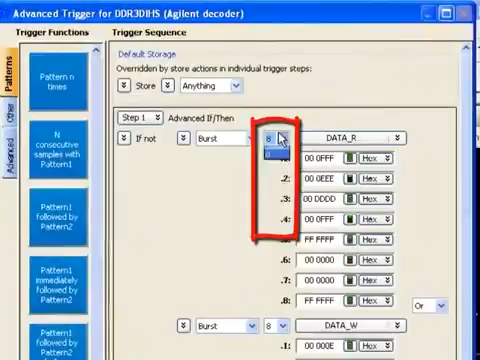 Advanced Trigger for DDR3DIHS (Agilent decoder)
Trigger Functions
Trigger Sequence
Patterns
Other
Advanced
Pattern n times
N consecutive samples with Pattern1
Pattern1 followed by Pattern2
Pattern1 immediately followed by Pattern2
Pattern1 followed by Pattern2
Default Storage
Overridden by store actions in individual trigger steps:
Store Anything
Step 1 Advanced If/Then
If not Burst 8 DATA_R
00 0FFF Hex
.2: 00 0EEE Hex
.3: 00 DDDD Hex
.4: 00 0FFF Hex
FF FFFF Hex
.6: 00 0000 Hex
.7: 00 0000 Hex
.8: FF FFFF Hex
Or
Burst 8 DATA_W
.1: 00 000E Hex